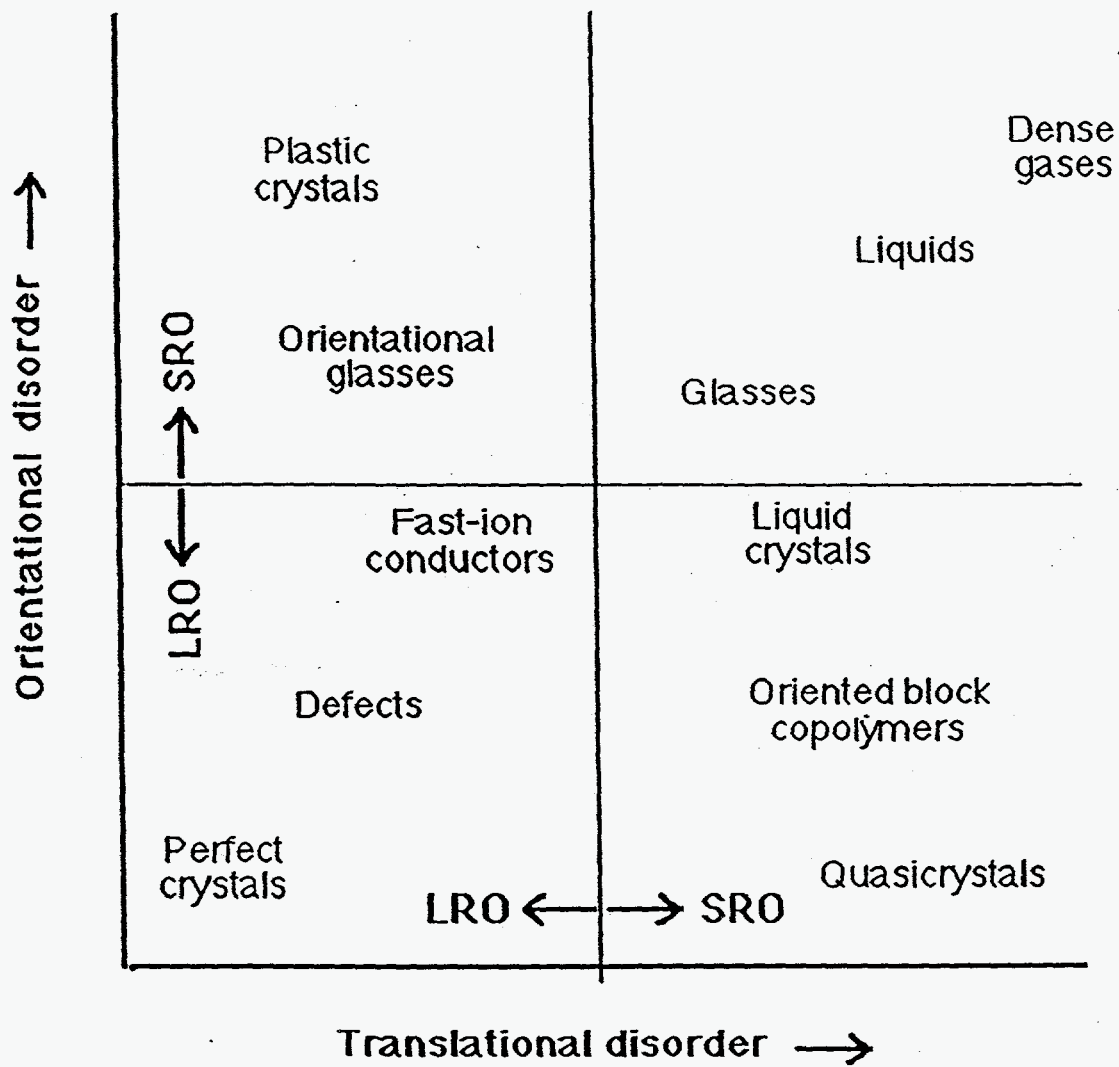 Orientational disorder
Plastic
crystals
Dense
gases
Liquids
SRO
Orientational
glasses
Glasses
Fast-ion
conductors
Liquid
crystals
LRO
Defects
Oriented block
copolymers
Perfect
crystals
Quasicrystals
LRO
SRO
Translational disorder